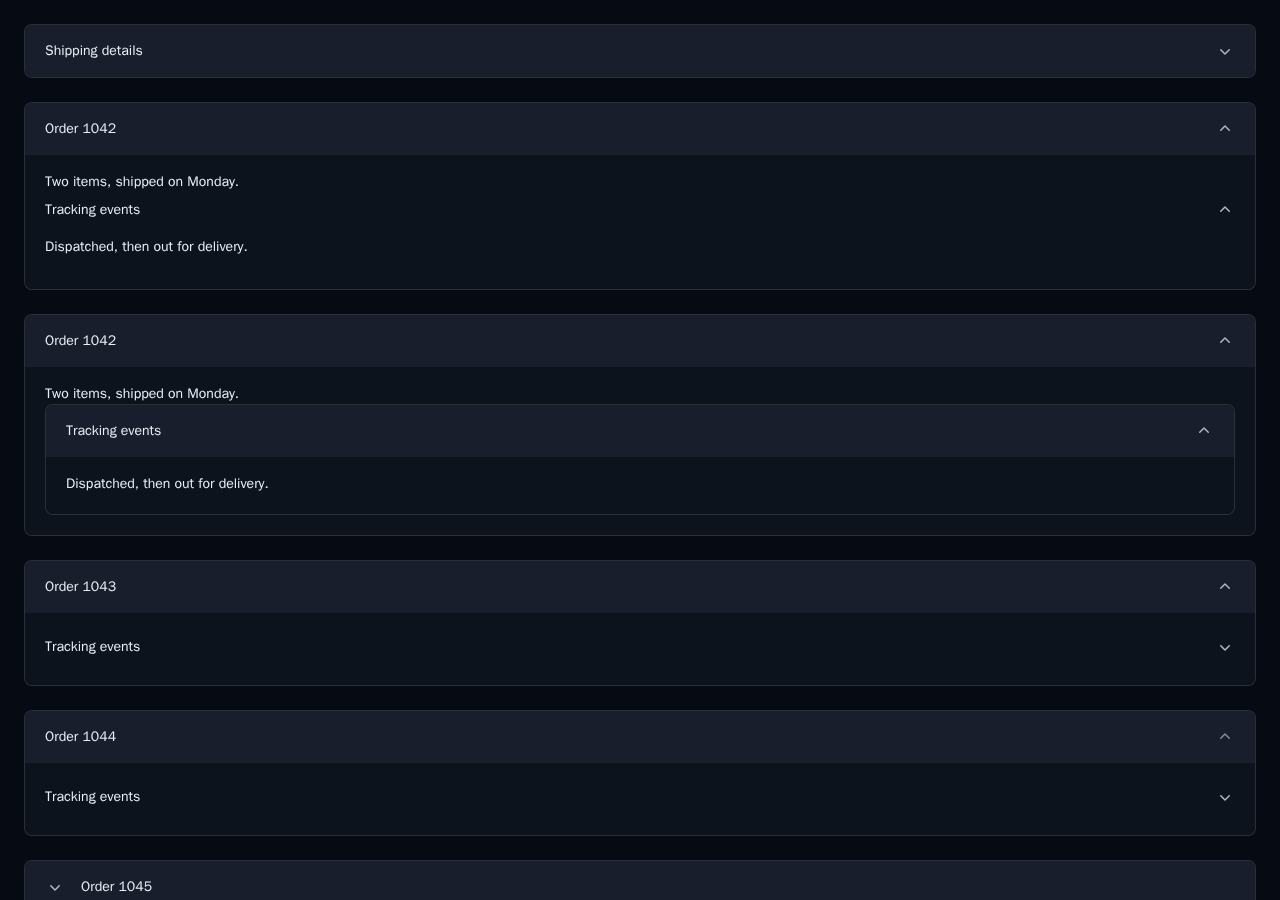 Shipping details
Order 1042
Two items, shipped on Monday.
Tracking events
Dispatched, then out for delivery.
Order 1042
Two items, shipped on Monday.
Tracking events
Dispatched, then out for delivery.
Order 1043
Tracking events
Order 1044
Tracking events
Order 1045